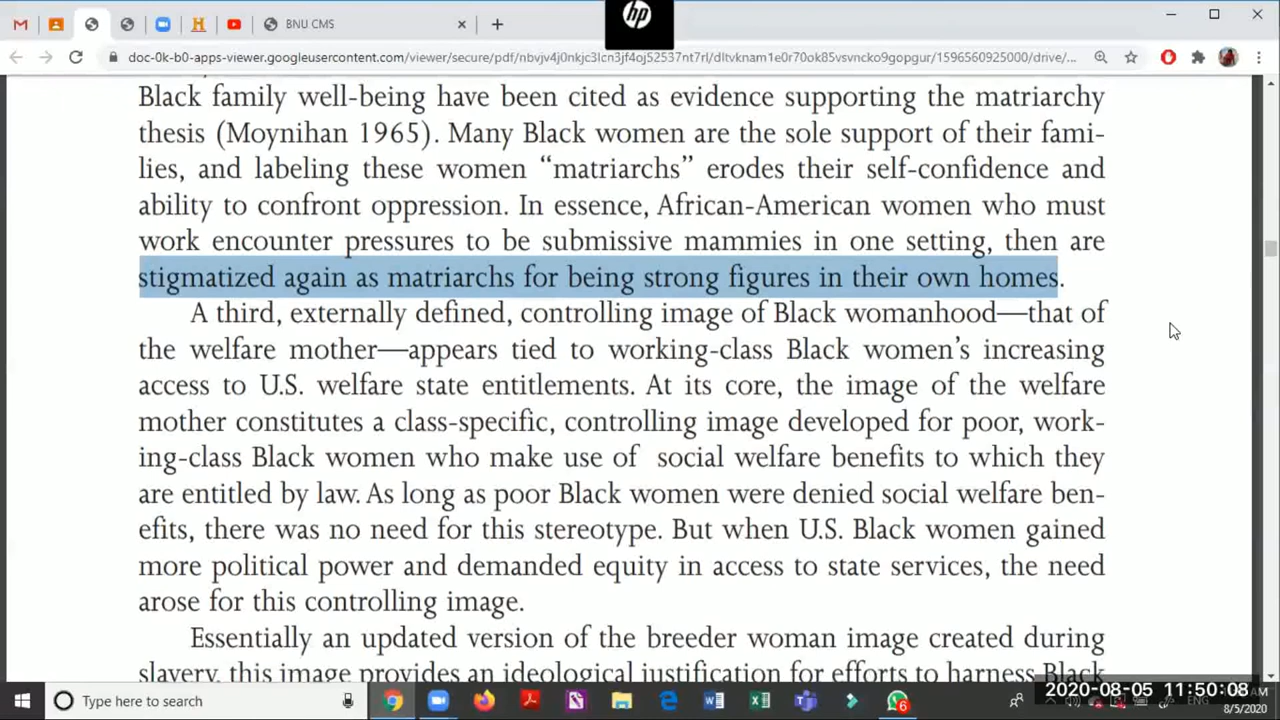 hp
BNU CMS
doc-0k-b0-apps-viewer.googleusercontent.com/viewer/secure/pdf/nbvjv4j0nkjc3lcn3jf4oj52537nt7rl/dltvknam1e0r70ok85vsvncko9gopgur/1596560925000/drive/...
Black family well-being have been cited as evidence supporting the matriarchy
thesis (Moynihan 1965). Many Black women are the sole support of their fami-
lies, and labeling these women “matriarchs” erodes their self-confidence and
ability to confront oppression. In essence, African-American women who must
work encounter pressures to be submissive mammies in one setting, then are
stigmatized again as matriarchs for being strong figures in their own homes.
A third, externally defined, controlling image of Black womanhood—that of
the welfare mother—appears tied to working-class Black women’s increasing
access to U.S. welfare state entitlements. At its core, the image of the welfare
mother constitutes a class-specific, controlling image developed for poor, work-
ing-class Black women who make use of social welfare benefits to which they
are entitled by law. As long as poor Black women were denied social welfare ben-
efits, there was no need for this stereotype. But when U.S. Black women gained
more political power and demanded equity in access to state services, the need
arose for this controlling image.
Essentially an updated version of the breeder woman image created during
slavery, this image provides an ideological justification for efforts to harness Black
Type here to search
6
2020-08-05 11:50:08 AM
ENG
8/5/2020